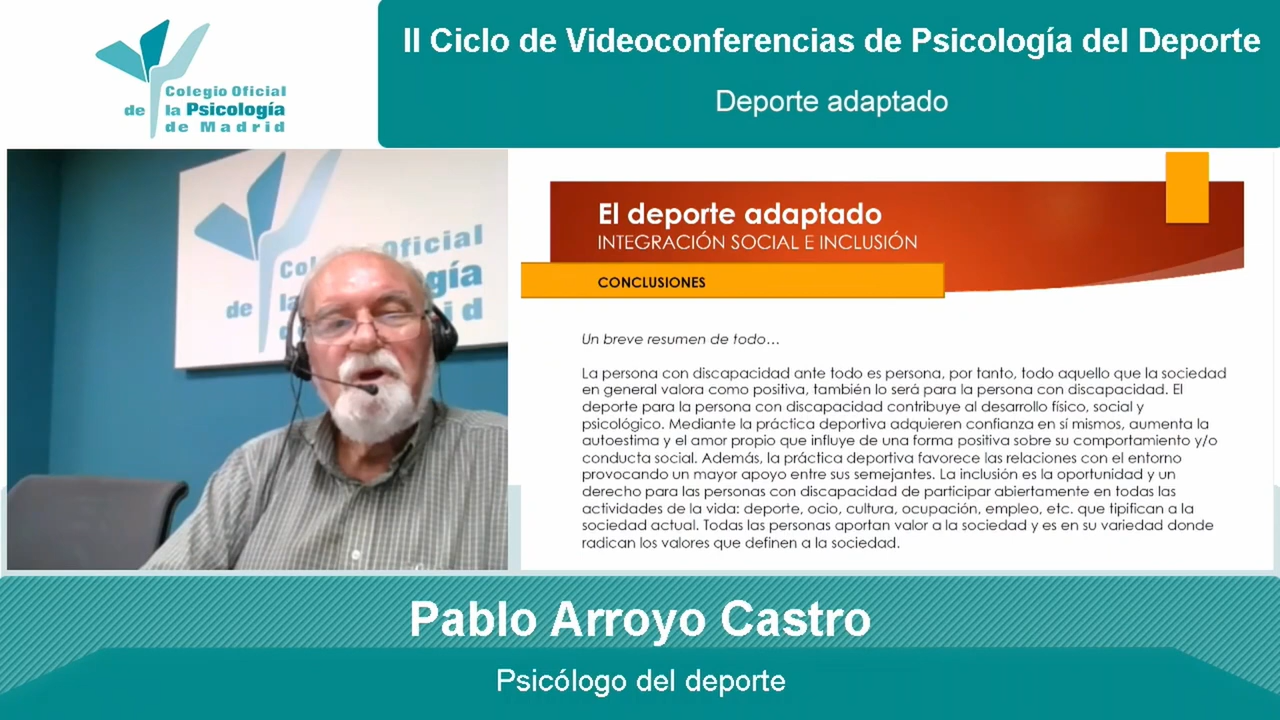 Colegio Oficial
de la Psicología
de Madrid
II Ciclo de Videoconferencias de Psicología del Deporte
Deporte adaptado
Col Oficial
de la gía
d id
El deporte adaptado
INTEGRACIÓN SOCIAL E INCLUSIÓN
CONCLUSIONES
Un breve resumen de todo…
La persona con discapacidad ante todo es persona, por tanto, todo aquello que la sociedad
en general valora como positiva, también lo será para la persona con discapacidad. El
deporte para la persona con discapacidad contribuye al desarrollo físico, social y
psicológico. Mediante la práctica deportiva adquieren confianza en sí mismos, aumenta la
autoestima y el amor propio que influye de una forma positiva sobre su comportamiento y/o
conducta social. Además, la práctica deportiva favorece las relaciones con el entorno
provocando un mayor apoyo entre sus semejantes. La inclusión es la oportunidad y un
derecho para las personas con discapacidad de participar abiertamente en todas las
actividades de la vida: deporte, ocio, cultura, ocupación, empleo, etc. que tipifican a la
sociedad actual. Todas las personas aportan valor a la sociedad y es en su variedad donde
radican los valores que definen a la sociedad.
Pablo Arroyo Castro
Psicólogo del deporte